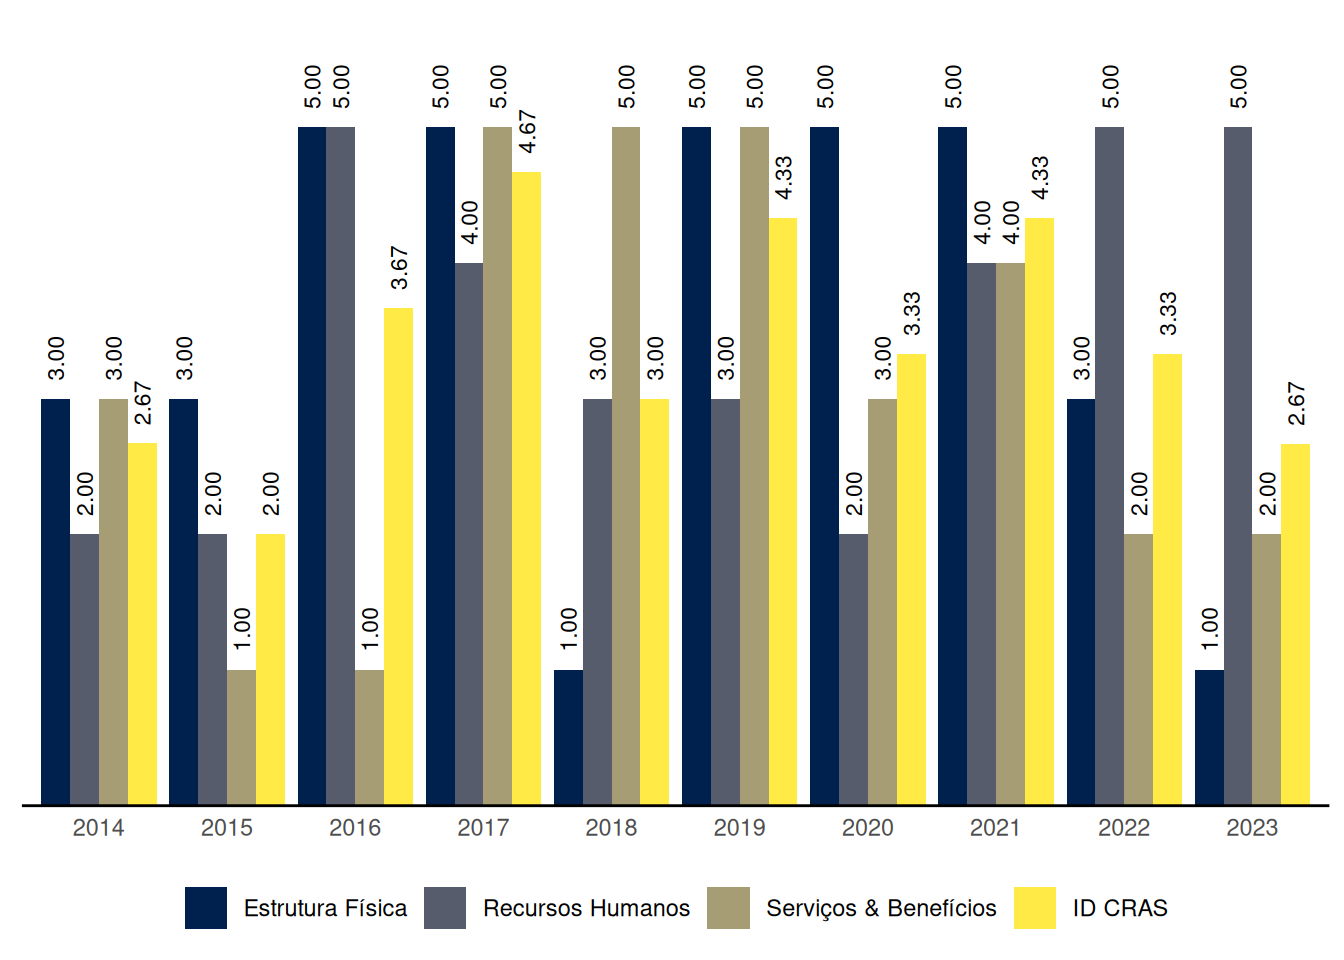 5.00 5.00 5.00 5.00 5.00 5.00 5.00 5.00 5.00 5.00 5.00
4.67
4.33 4.33
4.00 4.00 4.00
3.67
3.33 3.33
3.00 3.00 3.00 3.00 3.00 3.00 3.00 3.00
2.67 2.67
2.00 2.00 2.00 2.00 2.00 2.00
1.00 1.00 1.00 1.00
2014 2015 2016 2017 2018 2019 2020 2021 2022 2023
Estrutura Física Recursos Humanos Serviços & Benefícios ID CRAS